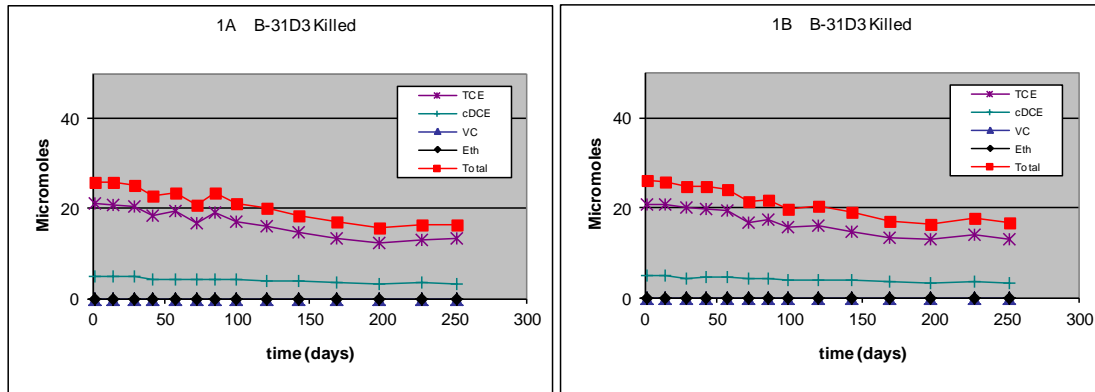 1A B-31D3 Killed
Micromoles
40
20
0
TCE
cDCE
VC
Eth
Total
0 50 100 150 200 250 300
time (days)
1B B-31D3 Killed
Micromoles
40
20
0
TCE
cDCE
VC
Eth
Total
0 50 100 150 200 250 300
time (days)